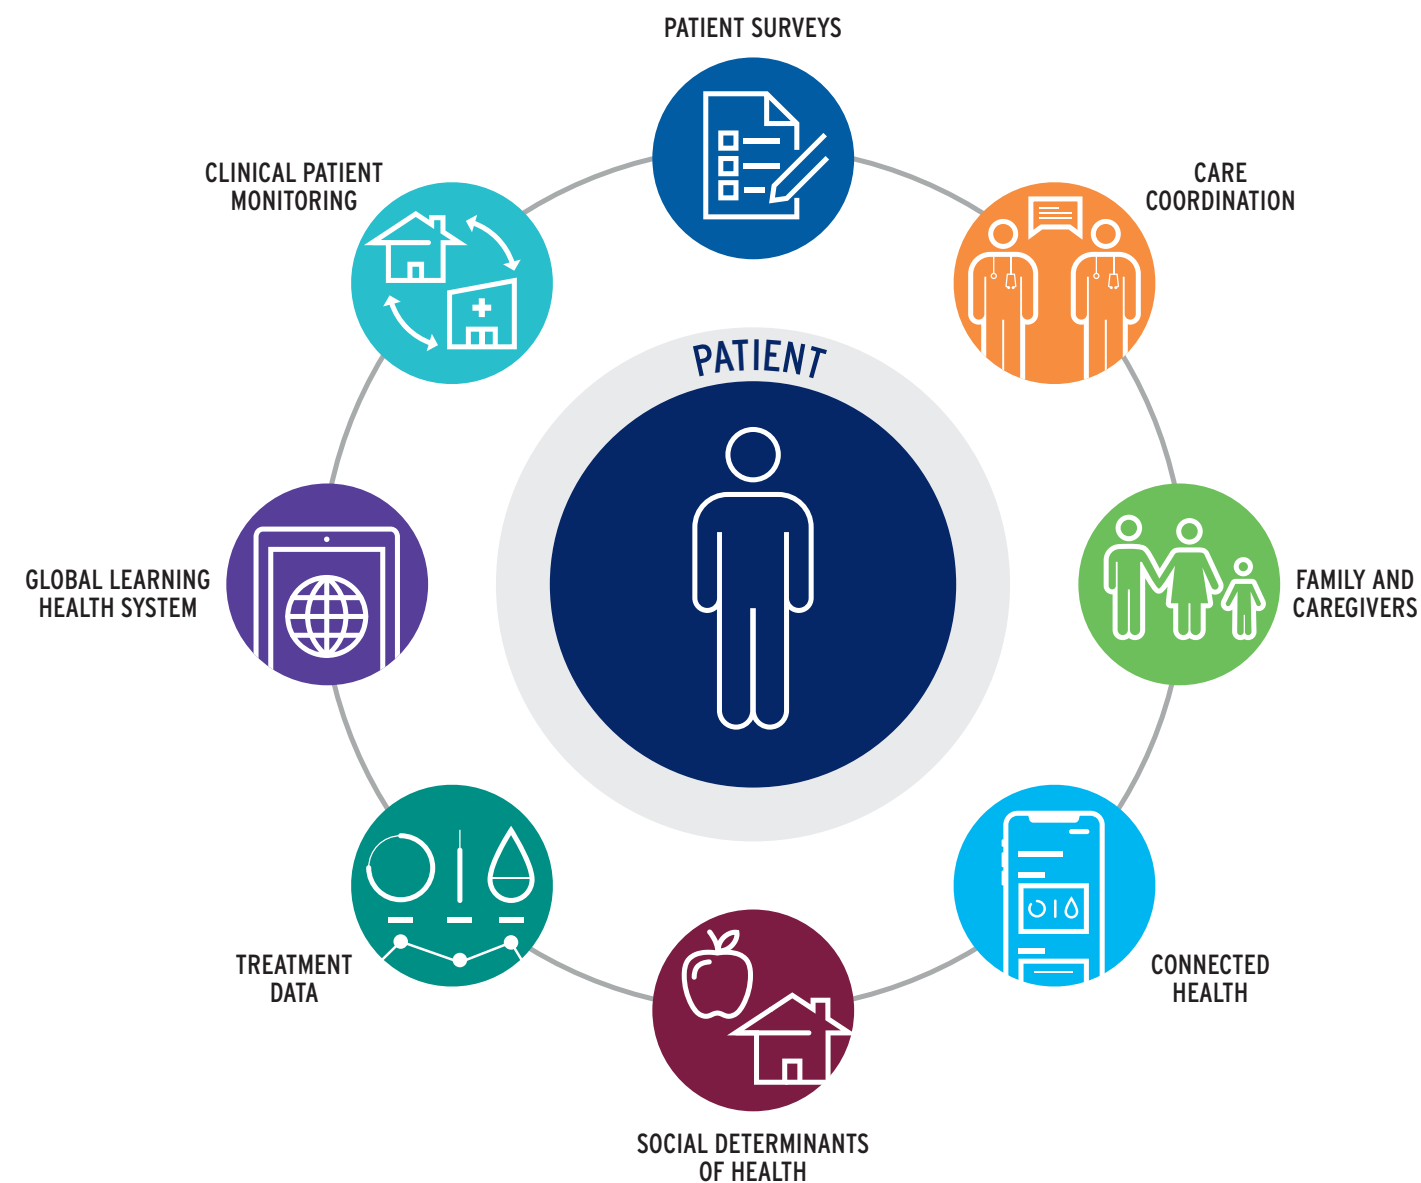 PATIENT SURVEYS
CLINICAL PATIENT
MONITORING
CARE
COORDINATION
PATIENT
GLOBAL LEARNING
HEALTH SYSTEM
FAMILY AND
CAREGIVERS
TREATMENT
DATA
CONNECTED
HEALTH
SOCIAL DETERMINANTS
OF HEALTH